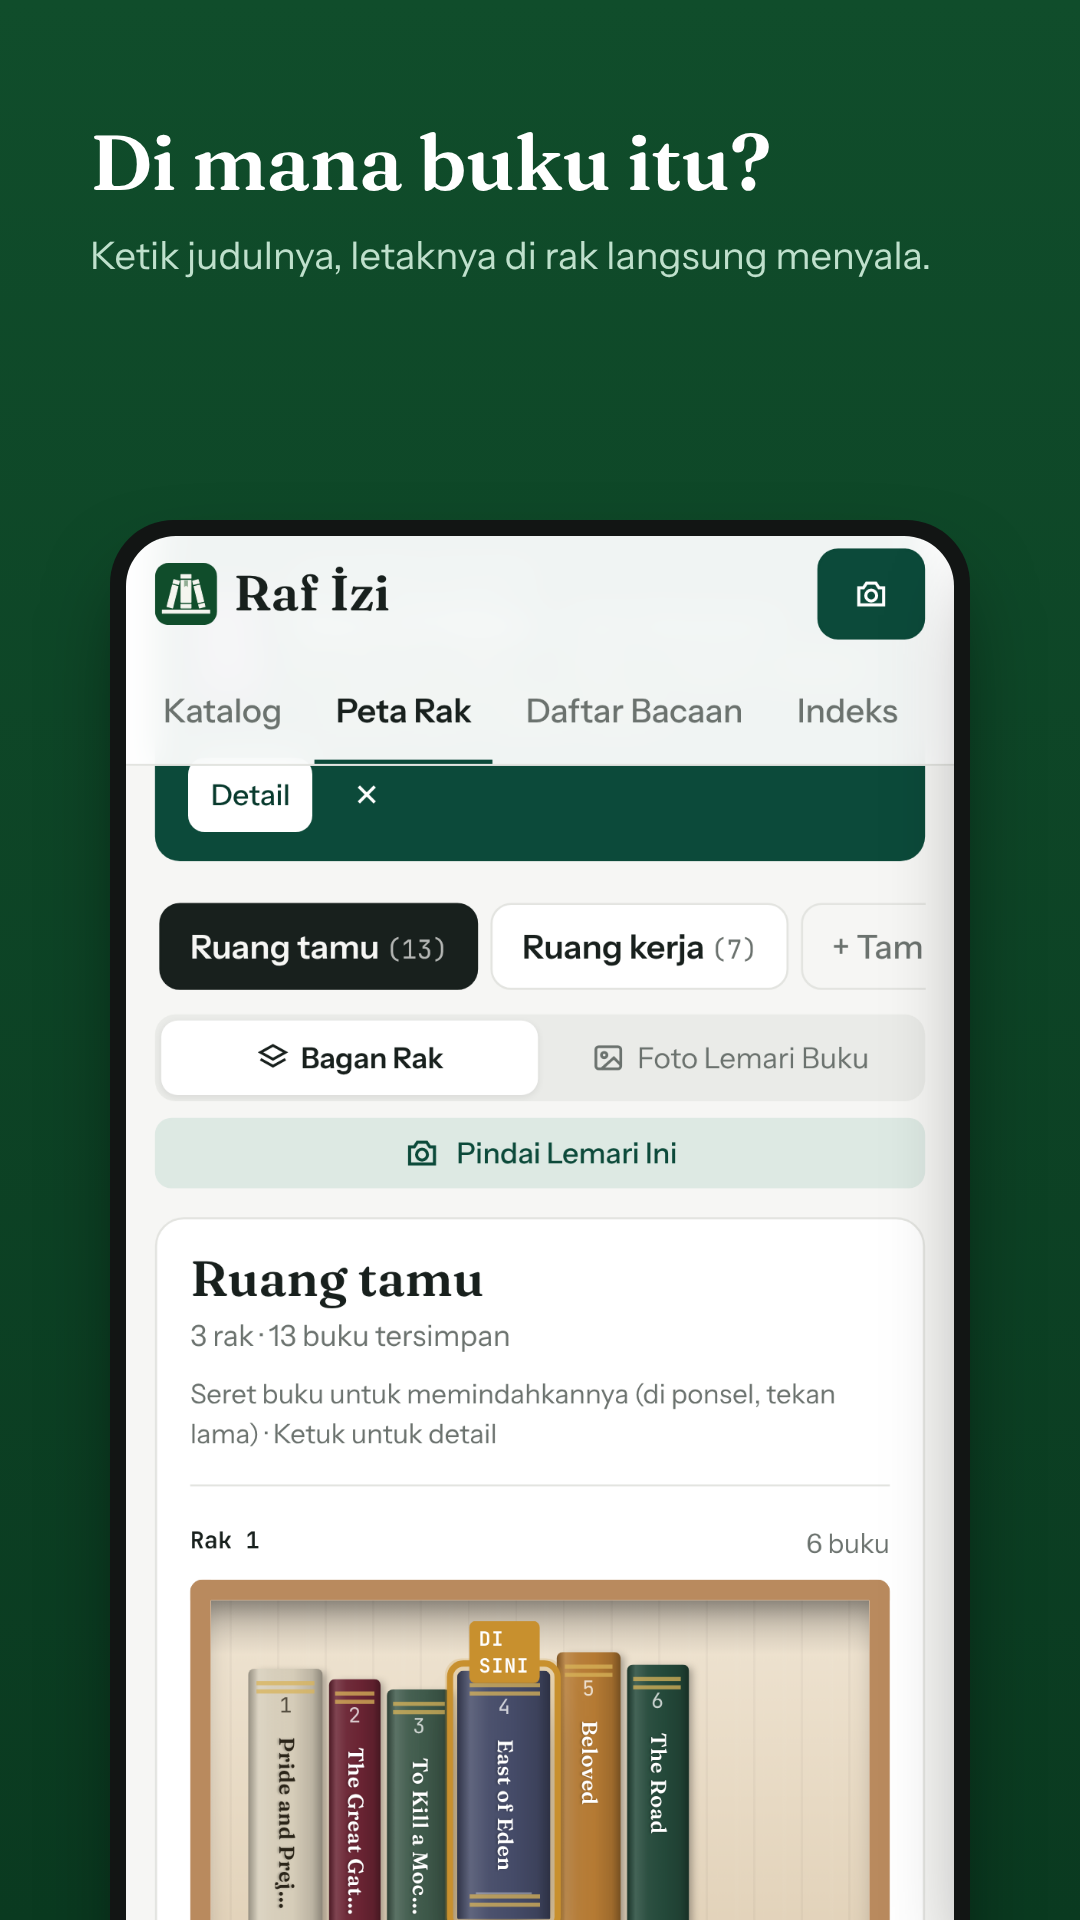 Di mana buku itu?
Ketik judulnya, letaknya di rak langsung menyala.
Raf İzi
Katalog
Peta Rak
Daftar Bacaan
Indeks
Detail
×
Ruang tamu (13)
Ruang kerja (7)
+ Tam
Bagan Rak
Foto Lemari Buku
Pindai Lemari Ini
Ruang tamu
3 rak · 13 buku tersimpan
Seret buku untuk memindahkannya (di ponsel, tekan
lama) · Ketuk untuk detail
Rak 1
6 buku
DI
SINI
1
Pride and Prej...
2
The Great Gat...
3
To Kill a Moc...
4
East of Eden
5
Beloved
6
The Road